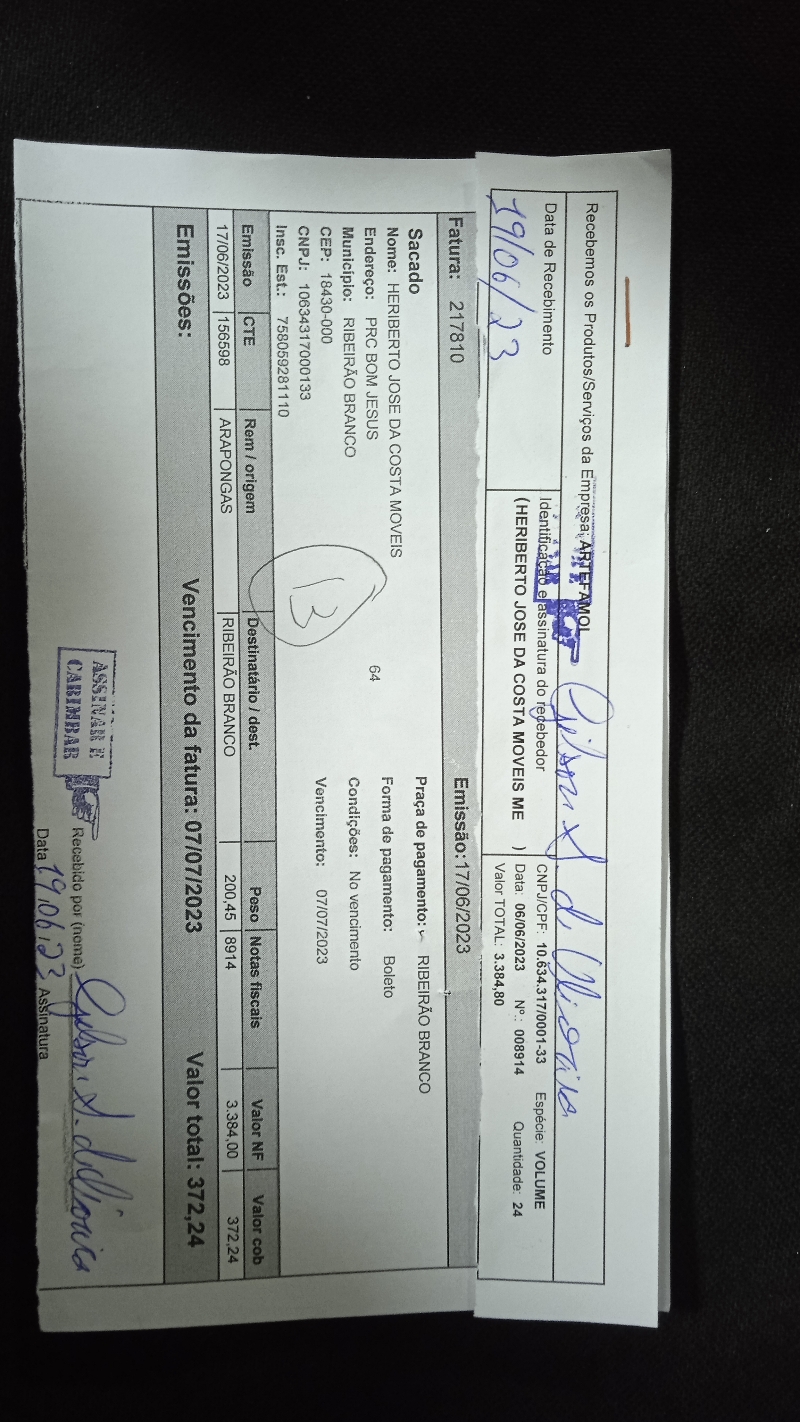 Recebemos os Produtos/Serviços da Empresa: ARTEFAMOL
Data de Recebimento
19/06/23
Identificação e assinatura do recebedor
(HERIBERTO JOSE DA COSTA MOVEIS ME )
CNPJ/CPF: 10.634.317/0001-33 Espécie: VOLUME
Data: 06/06/2023 Nº.: 008914 Quantidade: 24
Valor TOTAL: 3.384,80
Fatura: 217810 Emissão: 17/06/2023
Sacado
Nome: HERIBERTO JOSE DA COSTA MOVEIS
Endereço: PRC BOM JESUS 64
Municipio: RIBEIRÃO BRANCO
CEP: 18430-000
CNPJ: 10634317000133
Insc. Est.: 758059281110
Praça de pagamento: RIBEIRÃO BRANCO
Forma de pagamento: Boleto
Condições: No vencimento
Vencimento: 07/07/2023
13
Emissão CTE Rem / origem Destinatário / dest. Peso Notas fiscais Valor NF Valor cob
17/06/2023 156598 ARAPONGAS RIBEIRÃO BRANCO 200,45 8914 3.384,00 372,24
Emissões: Vencimento da fatura: 07/07/2023 Valor total: 372,24
ASSINAR E
CARIMBAR
Recebido por (nome)
Data 19/06/23 Assinatura